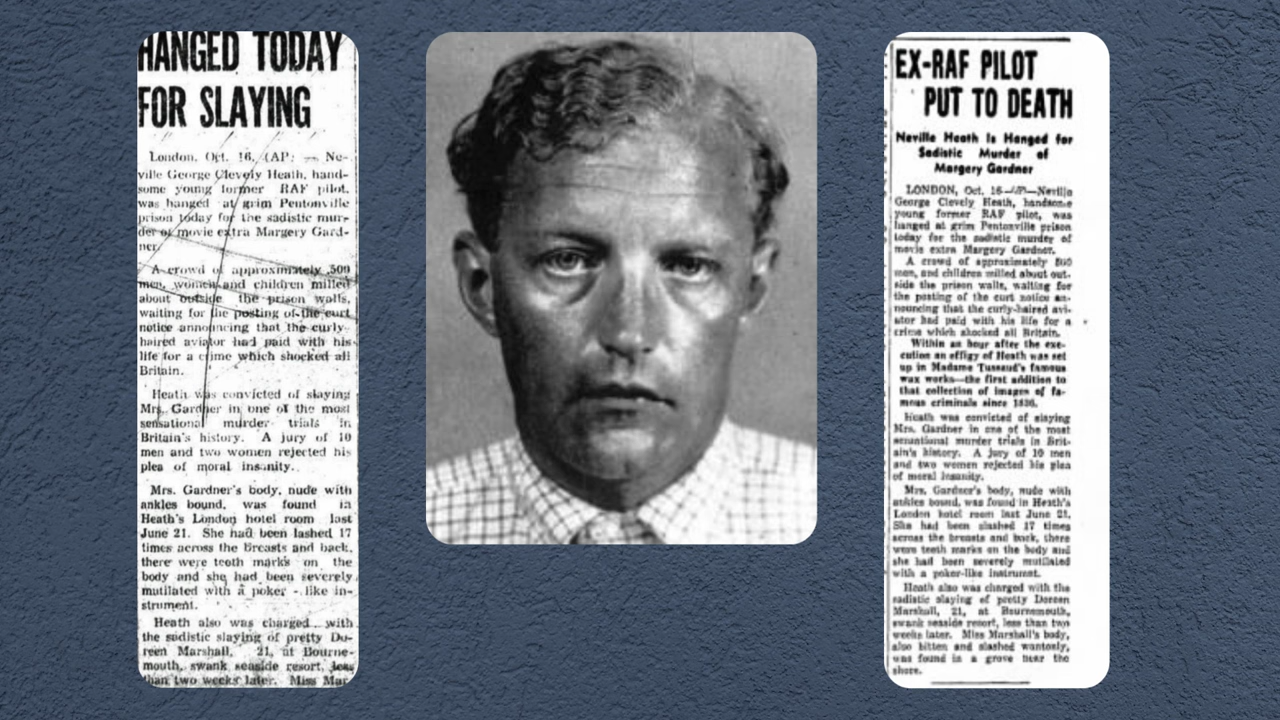 HANGED TODAY
FOR SLAYING
London, Oct. 16, (AP) — Ne-
ville George Clevely Heath, hand-
some young former RAF pilot,
was hanged at grim Pentonville
prison today for the sadistic mur-
der of movie extra Margery Gard-
ner.
A crowd of approximately 500
men, women and children milled
about outside the prison walls,
waiting for the posting of the curt
notice announcing that the curly-
haired aviator had paid with his
life for a crime which shocked all
Britain.
Heath was convicted of slaying
Mrs. Gardner in one of the most
sensational murder trials in
Britain's history. A jury of 10
men and two women rejected his
plea of moral insanity.
Mrs. Gardner's body, nude with
ankles bound, was found in
Heath's London hotel room last
June 21. She had been lashed 17
times across the breasts and back,
there were teeth marks on the
body and she had been severely
mutilated with a poker - like in-
strument.
Heath also was charged with
the sadistic slaying of pretty Do-
reen Marshall, 21, at Bourne-
mouth, swank seaside resort, less
than two weeks later. Miss Mar
EX-RAF PILOT
PUT TO DEATH
Neville Heath Is Hanged for
Sadistic Murder of
Margery Gardner
LONDON, Oct. 16—(AP)—Neville
George Clevely Heath, handsome
young former RAF pilot, was
hanged at grim Pentonville prison
today for the sadistic murder of
movie extra Margery Gardner.
A crowd of approximately 500
men, and children milled about out-
side the prison walls, waiting for
the posting of the curt notice an-
nouncing that the curly-haired avi-
ator had paid with his life for a
crime which shocked all Britain.
Within an hour after the exe-
cution an effigy of Heath was set
up in Madame Tussaud's famous
wax works—the first addition to
that collection of images of fa-
mous criminals since 1936.
Heath was convicted of slaying
Mrs. Gardner in one of the most
sensational murder trials in Brit-
ain's history. A jury of 10 men
and two women rejected his plea
of moral insanity.
Mrs. Gardner's body, nude with
ankles bound, was found in Heath's
London hotel room last June 21.
She had been slashed 17 times
across the breasts and back, there
were teeth marks on the body and
she had been severely mutilated
with a poker-like instrument.
Heath also was charged with the
sadistic slaying of pretty Doreen
Marshall, 21, at Bournemouth,
swank seaside resort, less than two
weeks later. Miss Marshall's body,
also bitten and slashed wantonly,
was found in a grove near the
shore.